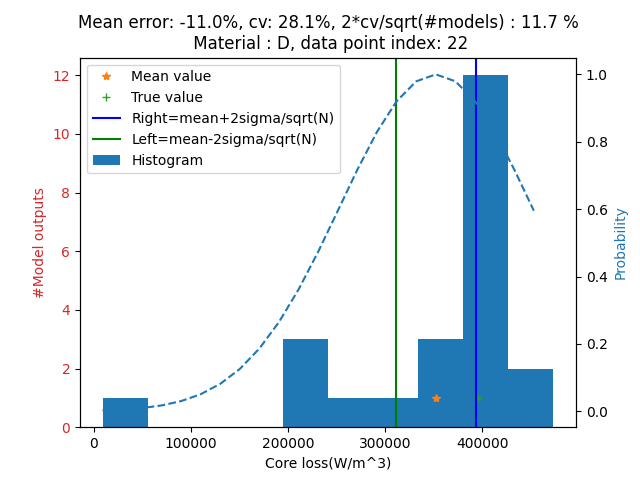 Mean error: -11.0%, cv: 28.1%, 2*cv/sqrt(#models) : 11.7 %
Material : D, data point index: 22
Mean value
True value
Right=mean+2sigma/sqrt(N)
Left=mean-2sigma/sqrt(N)
Histogram
#Model outputs
12
10
8
6
4
2
0
0
100000
200000
300000
400000
Core loss(W/m^3)
1.0
0.8
0.6
0.4
0.2
0.0
Probability